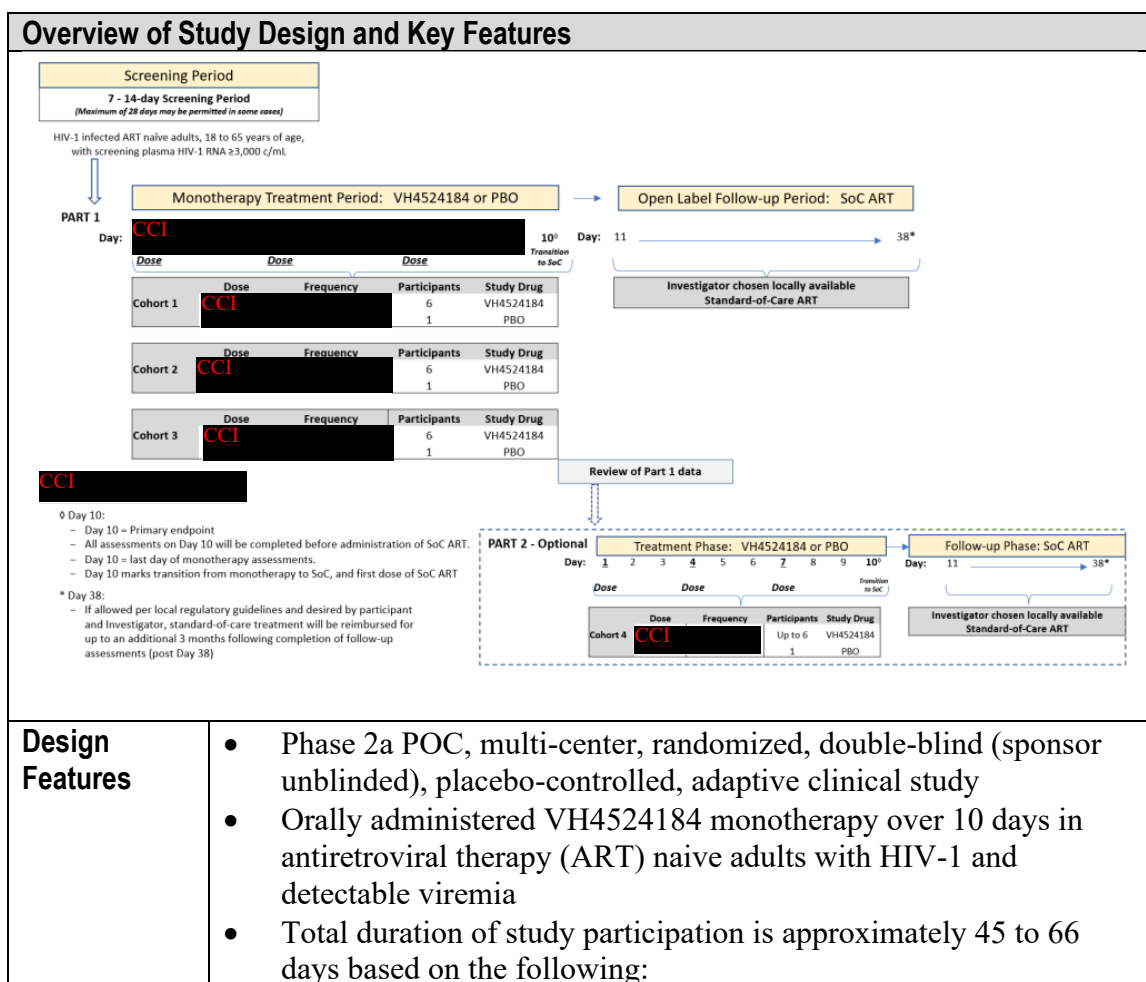 Overview of Study Design and Key Features
Screening Period
7 - 14-day Screening Period
(Maximum of 28 days may be permitted in some cases)
HIV-1 infected ART naïve adults, 18 to 65 years of age,
with screening plasma HIV-1 RNA ≥3,000 c/mL
Monotherapy Treatment Period: VH4524184 or PBO
Open Label Follow-up Period: SoC ART
PART 1
Day: CCI 10◊ Day: 11 38*
Transition
to SoC
Dose Dose Dose
Investigator chosen locally available
Standard-of-Care ART
Dose Frequency Participants Study Drug
Cohort 1 CCI 6 VH4524184
1 PBO
Dose Frequency Participants Study Drug
Cohort 2 CCI 6 VH4524184
1 PBO
Dose Frequency Participants Study Drug
Cohort 3 CCI 6 VH4524184
1 PBO
Review of Part 1 data
CCI
◊ Day 10:
− Day 10 = Primary endpoint
− All assessments on Day 10 will be completed before administration of SoC ART.
− Day 10 = last day of monotherapy assessments.
− Day 10 marks transition from monotherapy to SoC, and first dose of SoC ART
* Day 38:
− If allowed per local regulatory guidelines and desired by participant
and Investigator, standard-of-care treatment will be reimbursed for
up to an additional 3 months following completion of follow-up
assessments (post Day 38)
PART 2 - Optional Treatment Phase: VH4524184 or PBO Follow-up Phase: SoC ART
Day: 1 2 3 4 5 6 7 8 9 10◊ Day: 11 38*
Transition
to SoC
Dose Dose Dose
Investigator chosen locally available
Standard-of-Care ART
Dose Frequency Participants Study Drug
Cohort 4 CCI Up to 6 VH4524184
1 PBO
Design
Features
• Phase 2a POC, multi-center, randomized, double-blind (sponsor
unblinded), placebo-controlled, adaptive clinical study
• Orally administered VH4524184 monotherapy over 10 days in
antiretroviral therapy (ART) naive adults with HIV-1 and
detectable viremia
• Total duration of study participation is approximately 45 to 66
days based on the following: